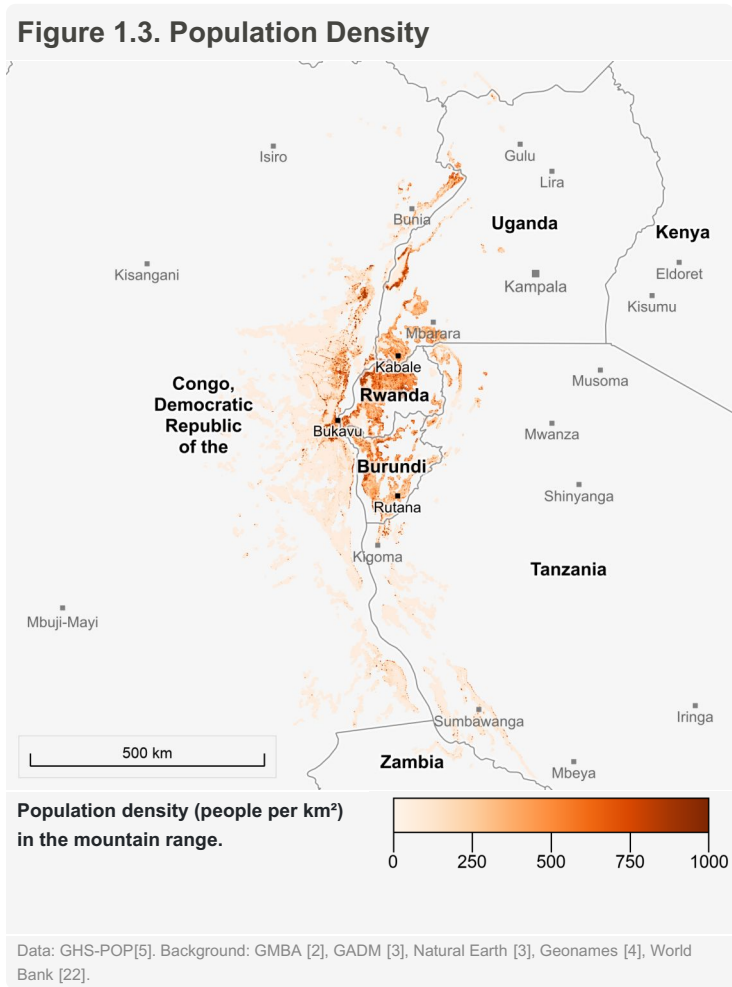 Figure 1.3. Population Density
Isiro
Gulu
Lira
Bunia
Uganda
Kenya
Kisangani
Eldoret
Kampala
Kisumu
Mbarara
Kabale
Musoma
Congo,
Democratic
Republic
of the
Rwanda
Bukavu
Mwanza
Burundi
Shinyanga
Rutana
Kigoma
Tanzania
Mbuji-Mayi
Sumbawanga
Iringa
500 km
Zambia
Mbeya
Population density (people per km²)
in the mountain range.
0 250 500 750 1000
Data: GHS-POP[5]. Background: GMBA [2], GADM [3], Natural Earth [3], Geonames [4], World
Bank [22].